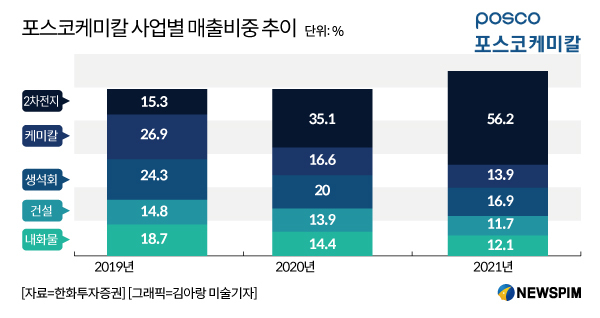 포스코케미칼 사업별 매출비중 추이 단위: %
posco
포스코케미칼
2차전지 15.3 35.1 56.2
케미칼 26.9 16.6 13.9
생석회 24.3 20 16.9
건설 14.8 13.9 11.7
내화물 18.7 14.4 12.1
2019년 2020년 2021년
[자료=한화투자증권] [그래픽=김아랑 미술기자]
NEWSPIM